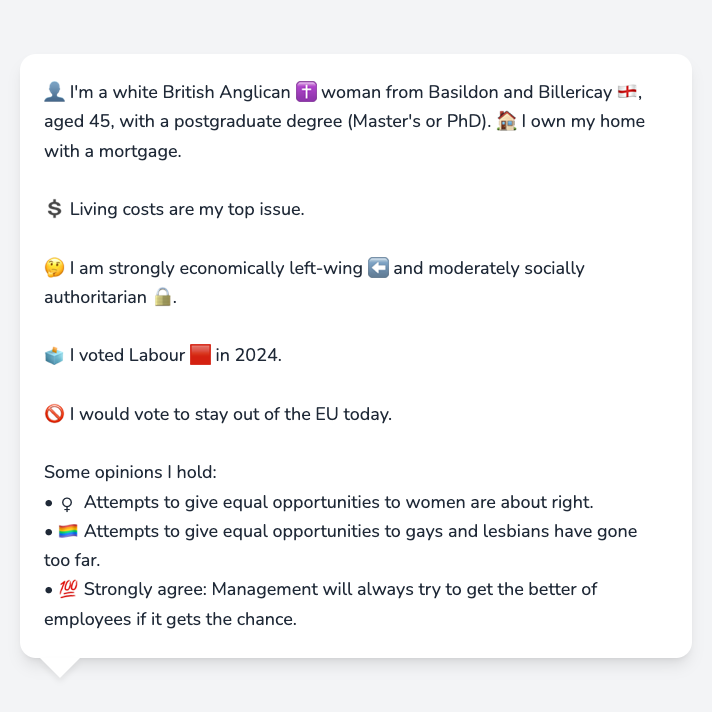 👤 I'm a white British Anglican ✝️ woman from Basildon and Billericay 🏴󠁧󠁢󠁥󠁮󠁧󠁿,
aged 45, with a postgraduate degree (Master's or PhD). 🏠 I own my home
with a mortgage.
💲 Living costs are my top issue.
🤔 I am strongly economically left-wing ⬅️ and moderately socially
authoritarian 🔒.
🗳️ I voted Labour 🟥 in 2024.
🚫 I would vote to stay out of the EU today.
Some opinions I hold:
• ♀ Attempts to give equal opportunities to women are about right.
• 🏳️‍🌈 Attempts to give equal opportunities to gays and lesbians have gone
too far.
• 💯 Strongly agree: Management will always try to get the better of
employees if it gets the chance.